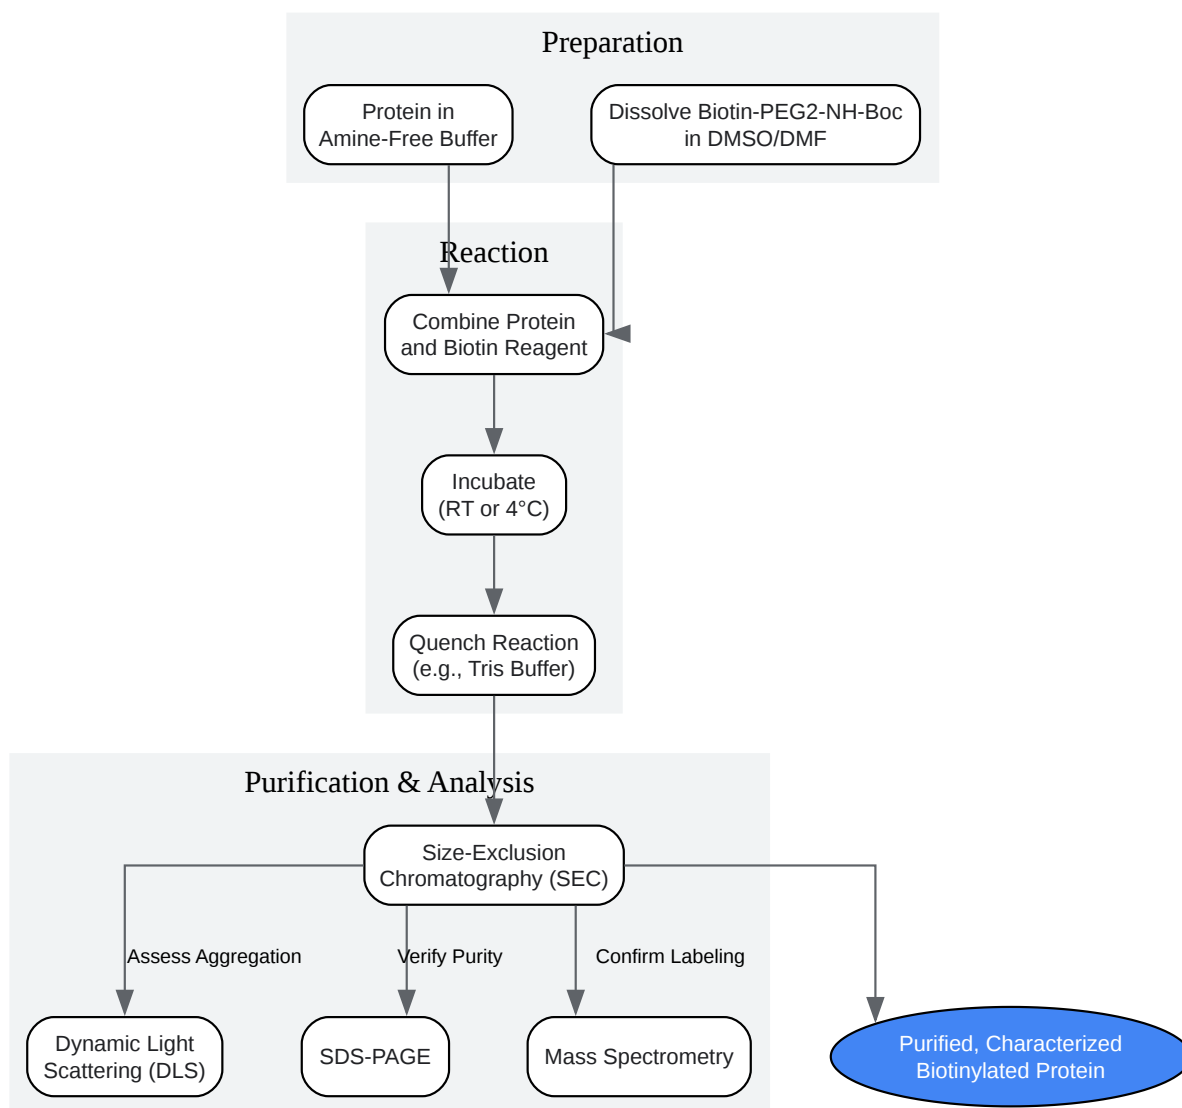 Preparation
Protein in
Amine-Free Buffer
Dissolve Biotin-PEG2-NH-Boc
in DMSO/DMF
Reaction
Combine Protein
and Biotin Reagent
Incubate
(RT or 4°C)
Quench Reaction
(e.g., Tris Buffer)
Purification & Analysis
Size-Exclusion
Chromatography (SEC)
Assess Aggregation
Verify Purity
Confirm Labeling
Dynamic Light
Scattering (DLS)
SDS-PAGE
Mass Spectrometry
Purified, Characterized
Biotinylated Protein